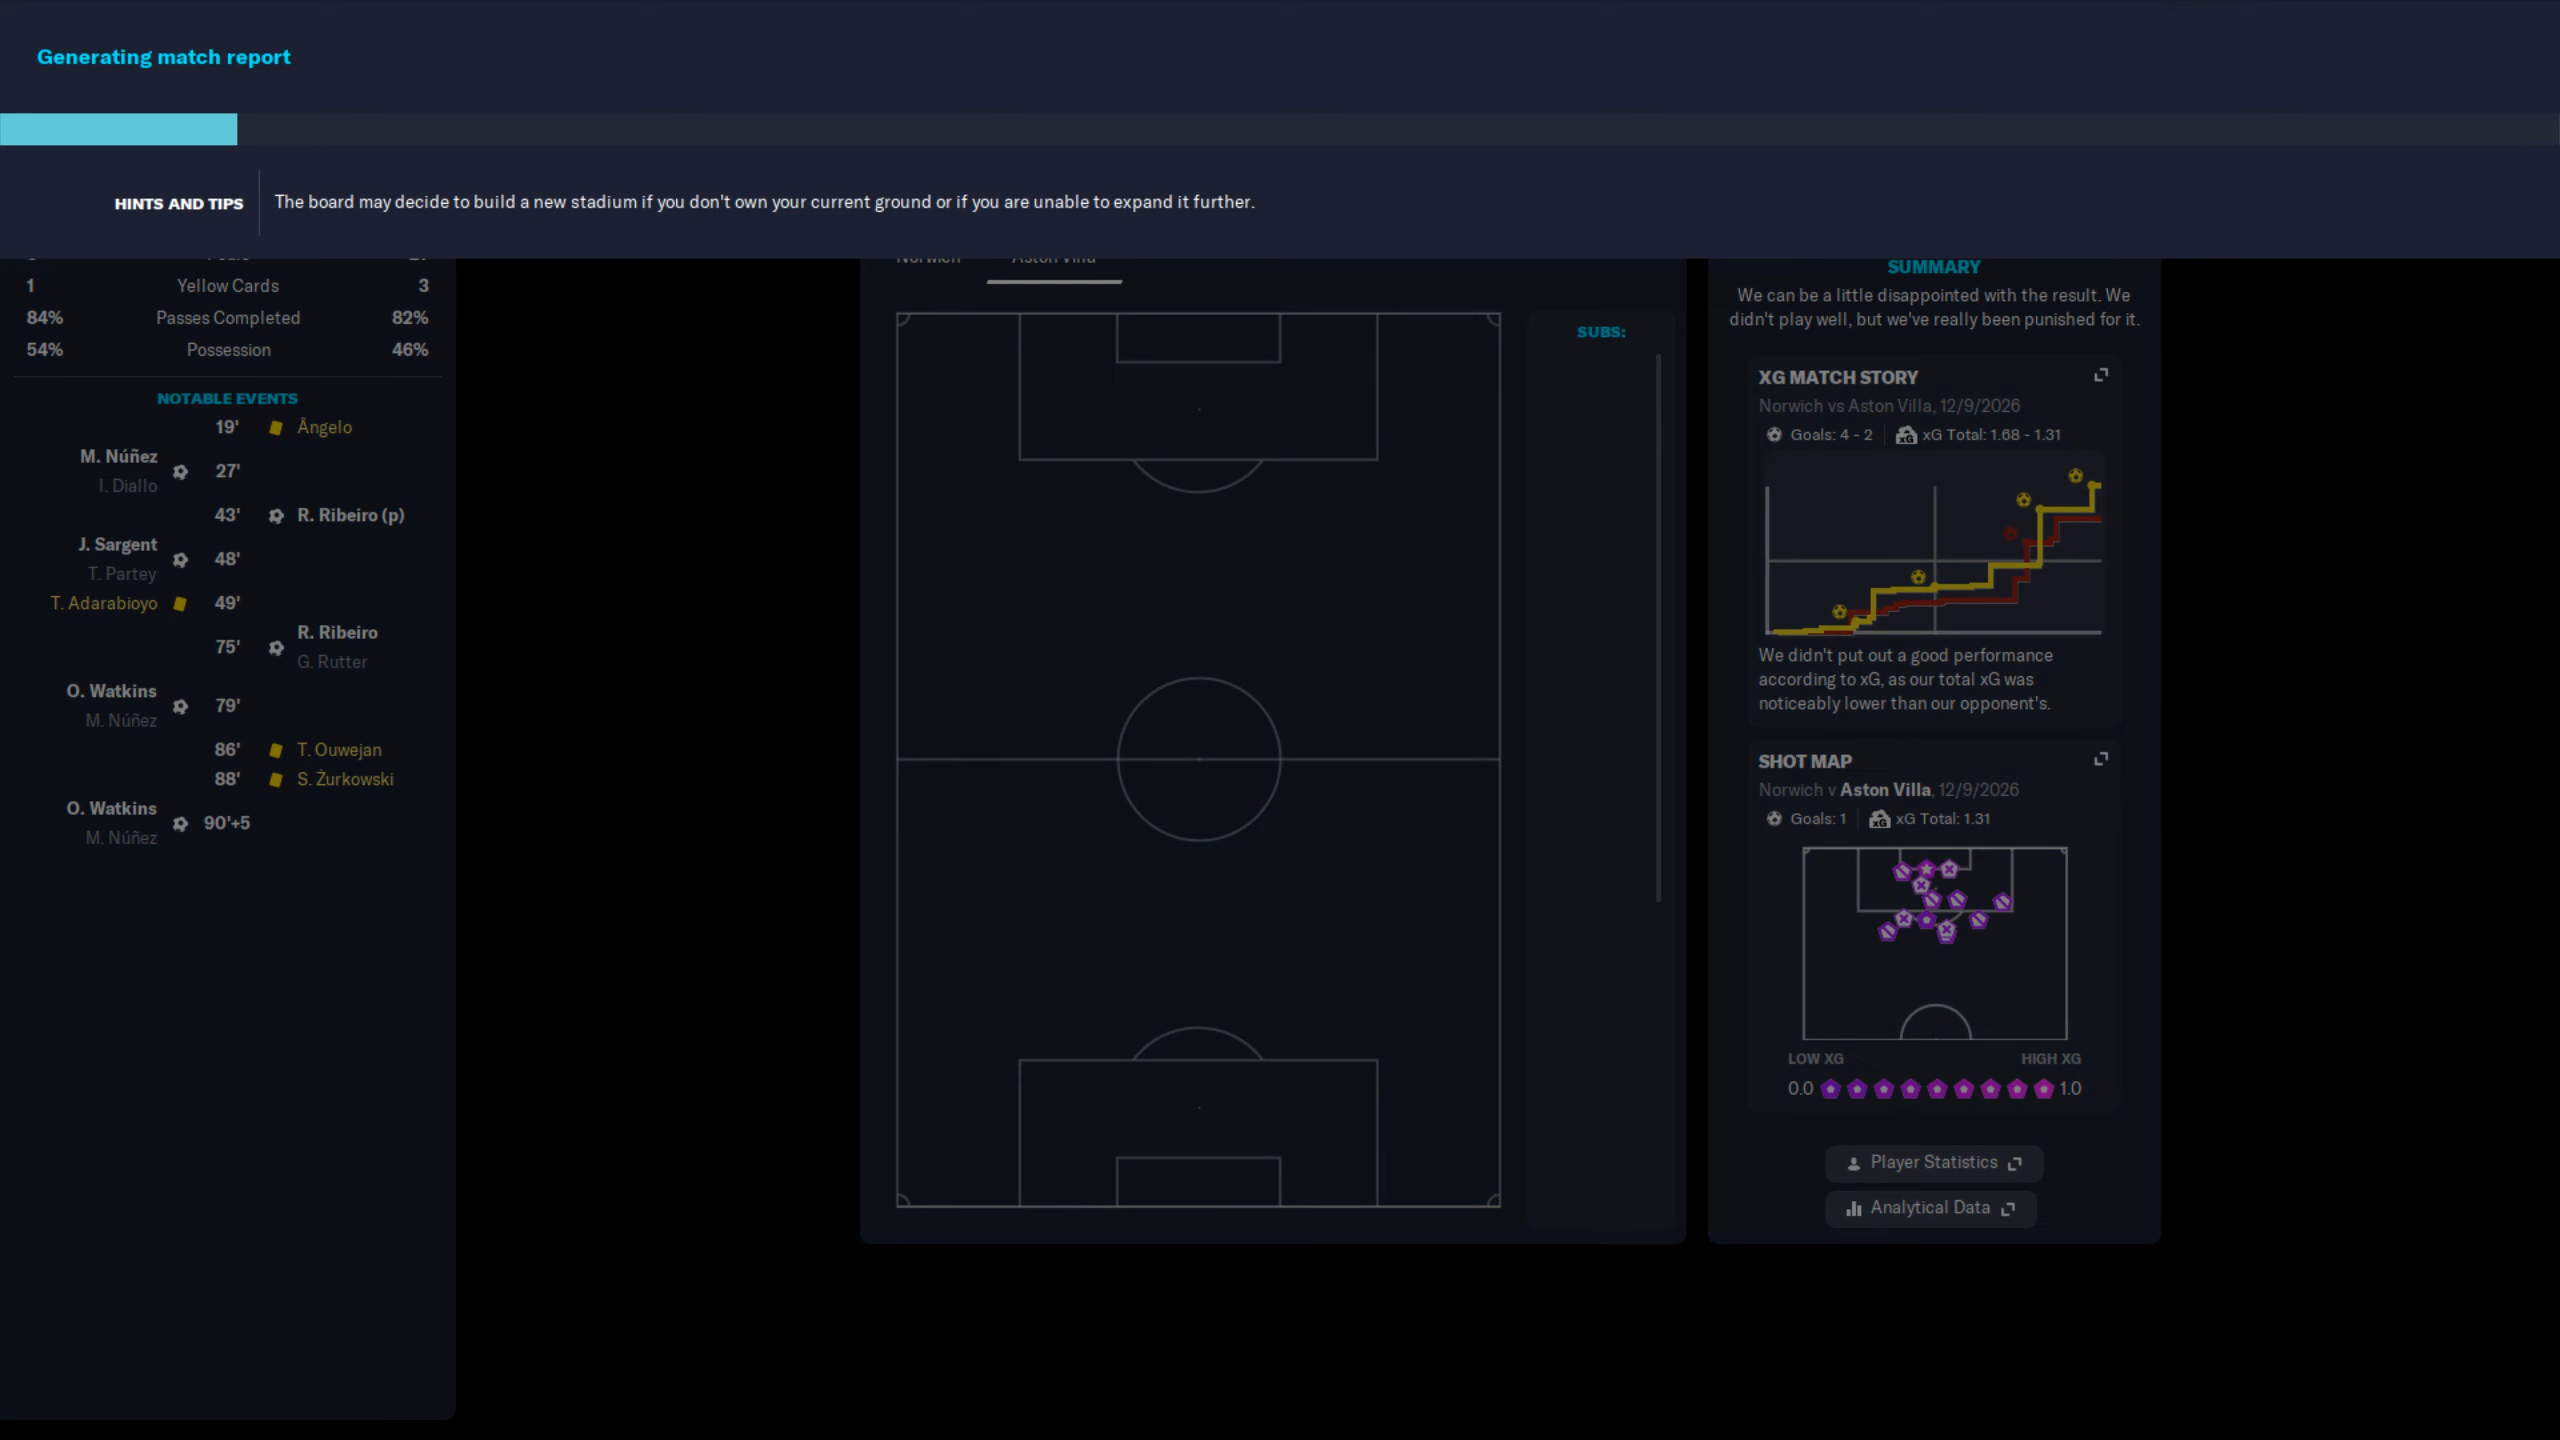 Generating match report
HINTS AND TIPS
The board may decide to build a new stadium if you don't own your current ground or if you are unable to expand it further.
1 Yellow Cards 3
84% Passes Completed 82%
54% Possession 46%
NOTABLE EVENTS
19' Ångelo
M. Núñez 27'
I. Diallo
43' R. Ribeiro (p)
J. Sargent 48'
T. Partey
T. Adarabioyo 49'
75' R. Ribeiro
G. Rutter
O. Watkins 79'
M. Núñez
86' T. Ouwejan
88' S. Żurkowski
O. Watkins 90'+5
M. Núñez
Norwich Aston Villa
SUBS:
SUMMARY
We can be a little disappointed with the result. We
didn't play well, but we've really been punished for it.
XG MATCH STORY
Norwich vs Aston Villa, 12/9/2026
Goals: 4 - 2 xG xG Total: 1.68 - 1.31
We didn't put out a good performance
according to xG, as our total xG was
noticeably lower than our opponent's.
SHOT MAP
Norwich v Aston Villa, 12/9/2026
Goals: 1 xG xG Total: 1.31
LOW XG HIGH XG
0.0 1.0
Player Statistics
Analytical Data